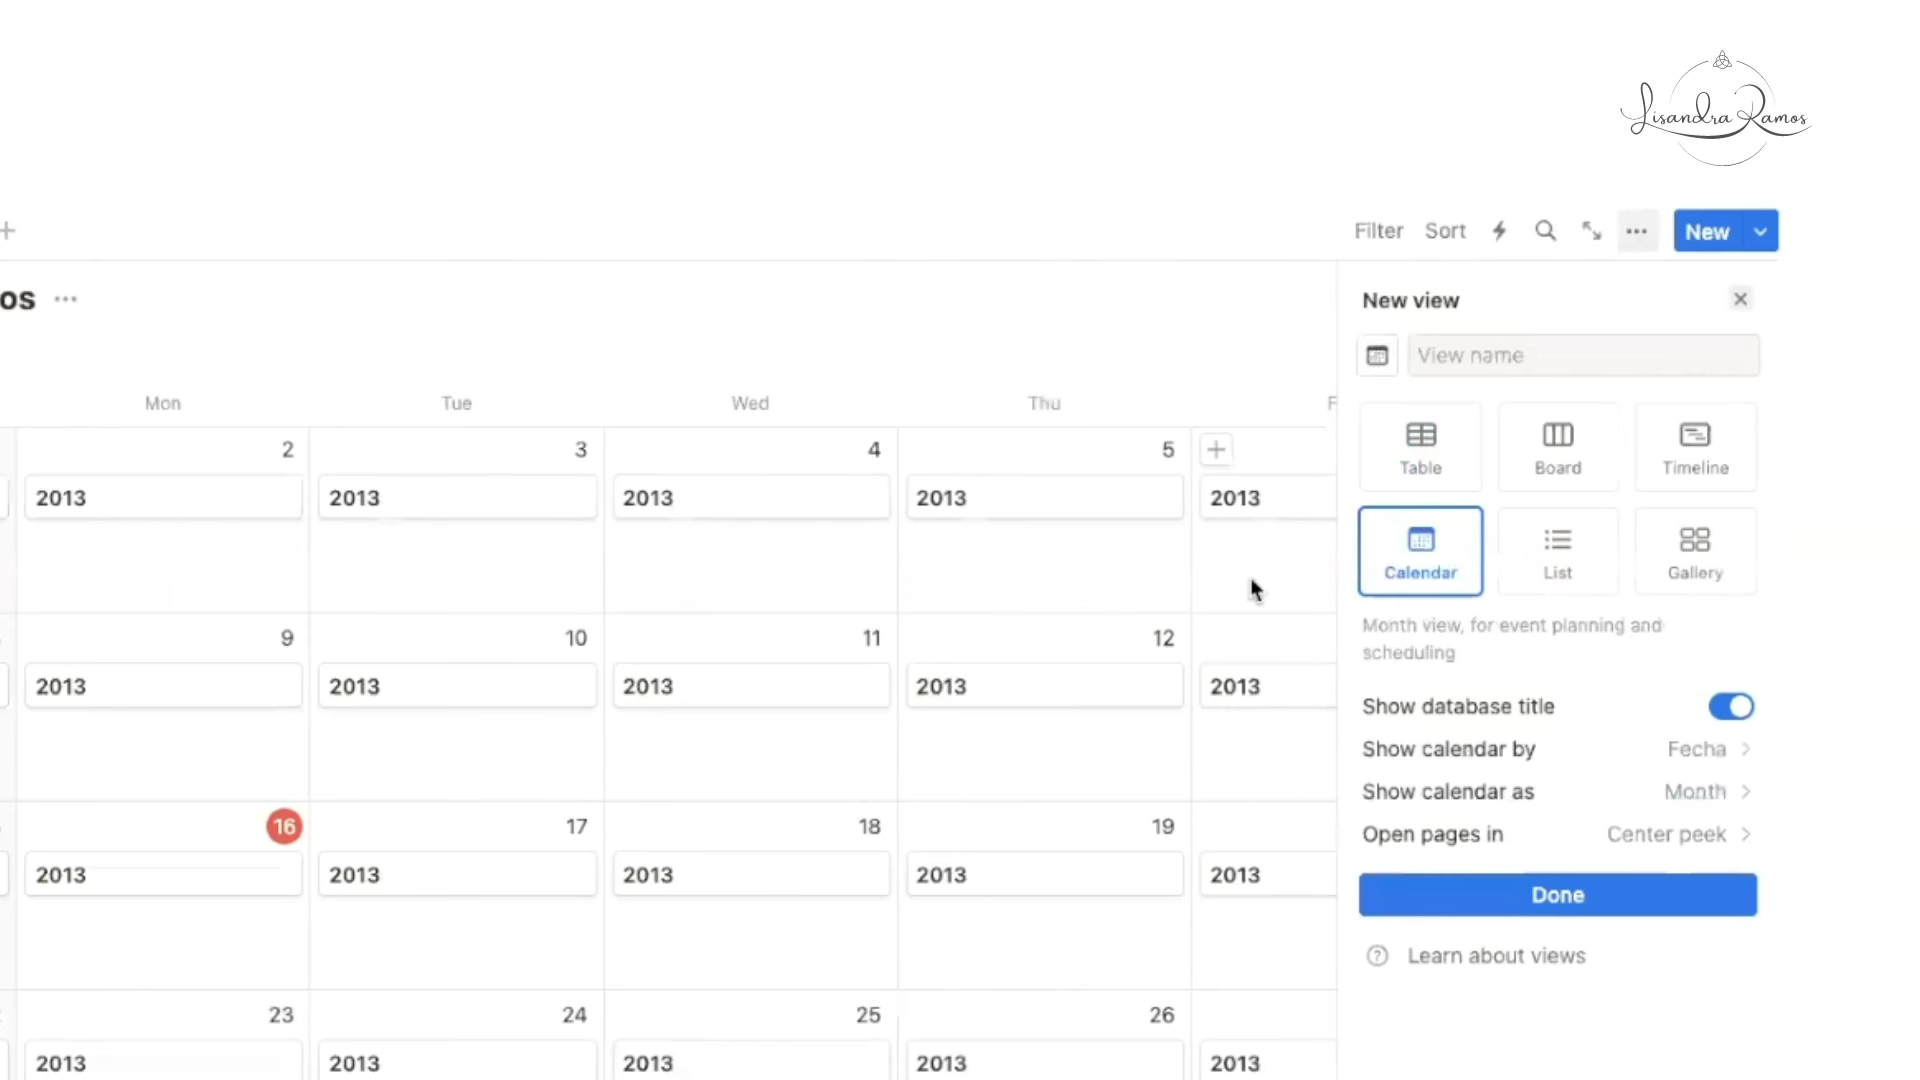 Lisandra Ramos
Filter Sort New
os
New view
View name
Mon Tue Wed Thu F
Table Board Timeline
2 3 4 5
2013 2013 2013 2013 2013
Calendar List Gallery
Month view, for event planning and
scheduling
9 10 11 12
2013 2013 2013 2013 2013
Show database title
Show calendar by Fecha
Show calendar as Month
Open pages in Center peek
16 17 18 19
2013 2013 2013 2013 2013
Done
Learn about views
23 24 25 26
2013 2013 2013 2013 2013